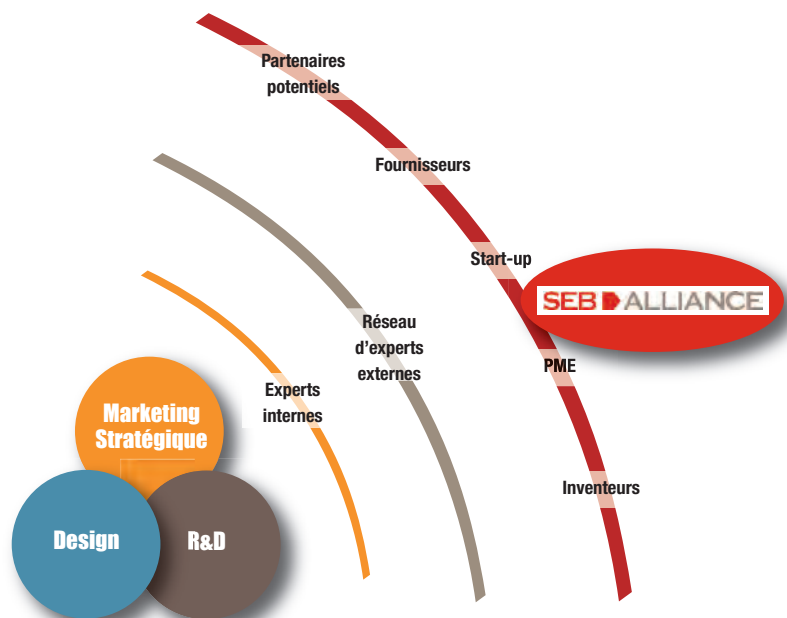 Partenaires
potentiels
Fournisseurs
Start-up
SEB ALLIANCE
Réseau
d'experts
externes
PME
Experts
internes
Marketing
Stratégique
Inventeurs
Design
R&D